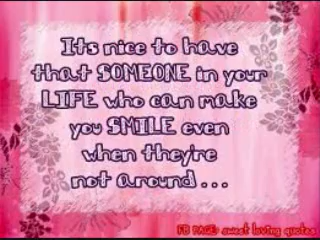 It's nice to have
that SOMEONE in your
LIFE who can make
you SMILE even
when they're
not around...
FB PAGE: sweet loving quotes